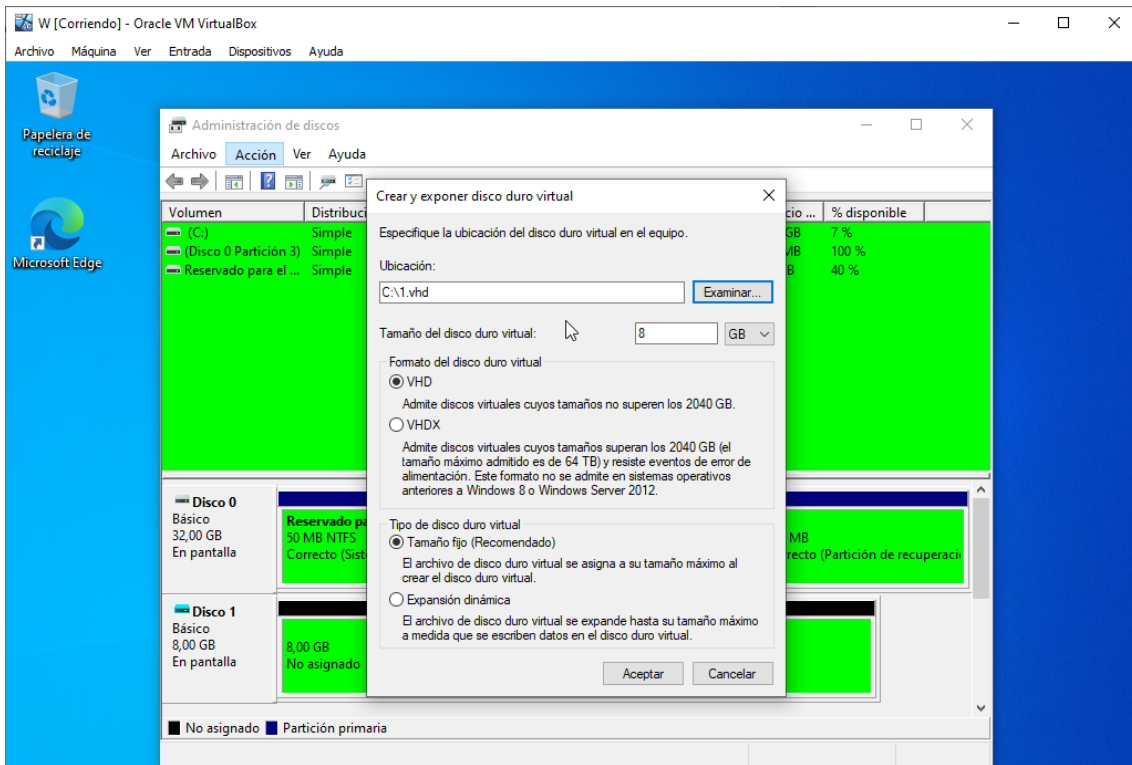 W [Corriendo] - Oracle VM VirtualBox
Archivo Máquina Ver Entrada Dispositivos Ayuda
Papelera de
reciclaje
Microsoft Edge
Administración de discos
Archivo Acción Ver Ayuda
Volumen Distribuci cio ... % disponible
(C:) Simple GB 7 %
(Disco 0 Partición 3) Simple MB 100 %
Reservado para el ... Simple B 40 %
Crear y exponer disco duro virtual
Especifique la ubicación del disco duro virtual en el equipo.
Ubicación:
C:\1.vhd Examinar...
Tamaño del disco duro virtual: 8 GB
Formato del disco duro virtual
VHD
Admite discos virtuales cuyos tamaños no superen los 2040 GB.
VHDX
Admite discos virtuales cuyos tamaños superan los 2040 GB (el
tamaño máximo admitido es de 64 TB) y resiste eventos de error de
alimentación. Este formato no se admite en sistemas operativos
anteriores a Windows 8 o Windows Server 2012.
Tipo de disco duro virtual
Tamaño fijo (Recomendado)
El archivo de disco duro virtual se asigna a su tamaño máximo al
crear el disco duro virtual.
Expansión dinámica
El archivo de disco duro virtual se expande hasta su tamaño máximo
a medida que se escriben datos en el disco duro virtual.
Aceptar Cancelar
Disco 0
Básico
32,00 GB
En pantalla
Reservado pa
50 MB NTFS
Correcto (Sist
MB
recto (Partición de recuperaci
Disco 1
Básico
8,00 GB
En pantalla
8,00 GB
No asignado
No asignado Partición primaria